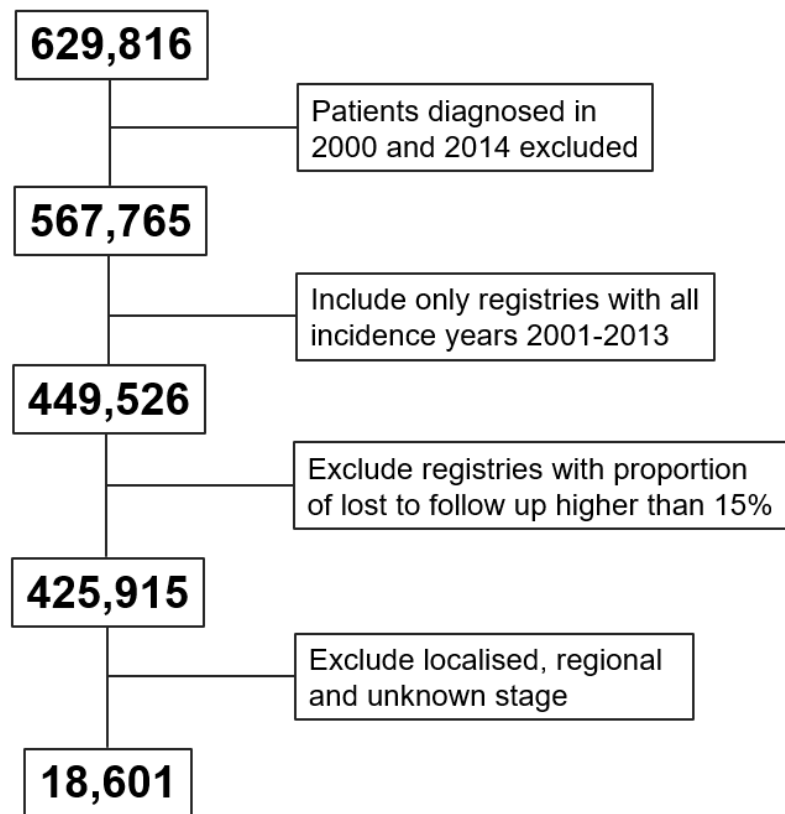 629,816
Patients diagnosed in
2000 and 2014 excluded
567,765
Include only registries with all
incidence years 2001-2013
449,526
Exclude registries with proportion
of lost to follow up higher than 15%
425,915
Exclude localised, regional
and unknown stage
18,601